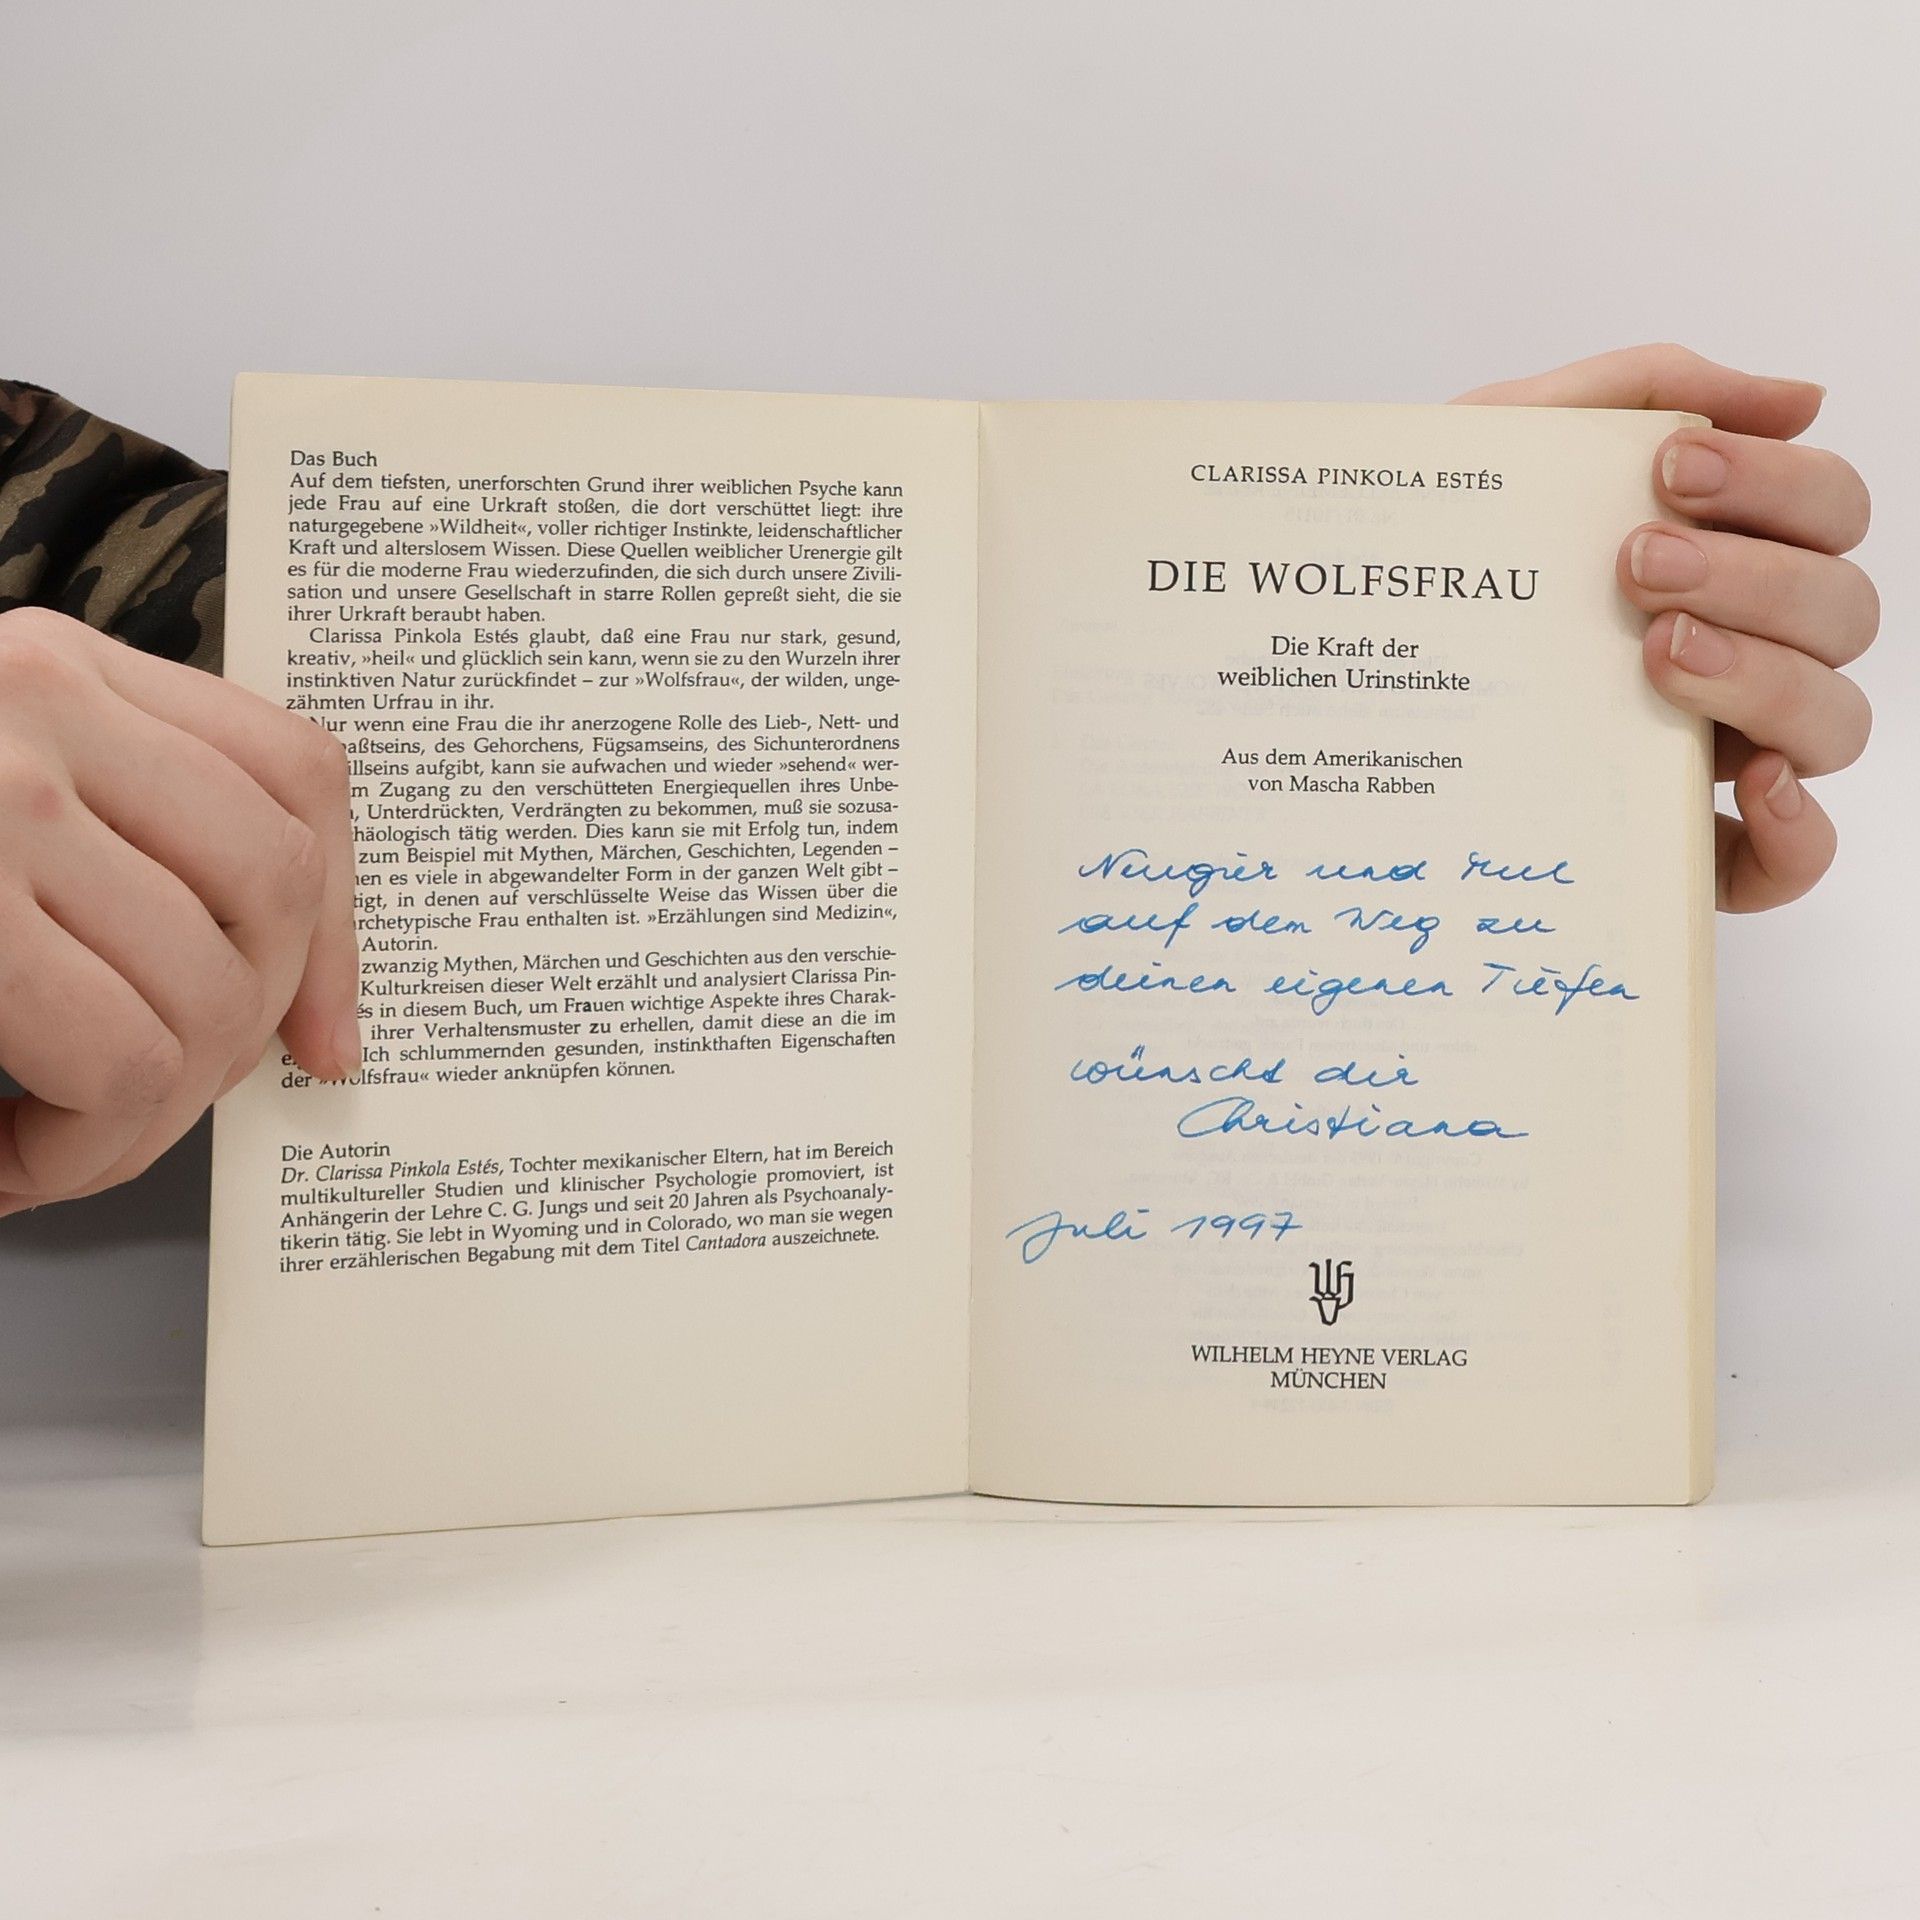 Das Buch
Auf dem tiefsten, unerforschten Grund ihrer weiblichen Psyche kann
jede Frau auf eine Urkraft stoßen, die dort verschüttet liegt: ihre
naturgegebene »Wildheit«, voller richtiger Instinkte, leidenschaftlicher
Kraft und alterslosem Wissen. Diese Quellen weiblicher Urenergie gilt
es für die moderne Frau wiederzufinden, die sich durch unsere Zivili-
sation und unsere Gesellschaft in starre Rollen gepreßt sieht, die sie
ihrer Urkraft beraubt haben.
Clarissa Pinkola Estés glaubt, daß eine Frau nur stark, gesund,
kreativ, »heil« und glücklich sein kann, wenn sie zu den Wurzeln ihrer
instinktiven Natur zurückfindet – zur »Wolfsfrau«, der wilden, unge-
zähmten Urfrau in ihr.
Nur wenn eine Frau die ihr anerzogene Rolle des Lieb-, Nett- und
aßtseins, des Gehorchens, Fügsamseins, des Sichunterordnens
illseins aufgibt, kann sie aufwachen und wieder »sehend« wer-
m Zugang zu den verschütteten Energiequellen ihres Unbe-
, Unterdrückten, Verdrängten zu bekommen, muß sie sozusa-
häologisch tätig werden. Dies kann sie mit Erfolg tun, indem
zum Beispiel mit Mythen, Märchen, Geschichten, Legenden –
en es viele in abgewandelter Form in der ganzen Welt gibt –
tigt, in denen auf verschlüsselte Weise das Wissen über die
rchetypische Frau enthalten ist. »Erzählungen sind Medizin«,
Autorin.
zwanzig Mythen, Märchen und Geschichten aus den verschie-
Kulturkreisen dieser Welt erzählt und analysiert Clarissa Pin-
és in diesem Buch, um Frauen wichtige Aspekte ihres Charak-
ihrer Verhaltensmuster zu erhellen, damit diese an die im
Ich schlummernden gesunden, instinkthaften Eigenschaften
der »Wolfsfrau« wieder anknüpfen können.
Die Autorin
Dr. Clarissa Pinkola Estés, Tochter mexikanischer Eltern, hat im Bereich
multikultureller Studien und klinischer Psychologie promoviert, ist
Anhängerin der Lehre C. G. Jungs und seit 20 Jahren als Psychoanaly-
tikerin tätig. Sie lebt in Wyoming und in Colorado, wo man sie wegen
ihrer erzählerischen Begabung mit dem Titel Cantadora auszeichnete.
CLARISSA PINKOLA ESTÉS
DIE WOLFSFRAU
Die Kraft der
weiblichen Urinstinkte
Aus dem Amerikanischen
von Mascha Rabben
Neugier und Mut
auf dem Weg zu
deinen eigenen Tiefen
wünscht dir
Christiana
Juli 1997
WILHELM HEYNE VERLAG
MÜNCHEN